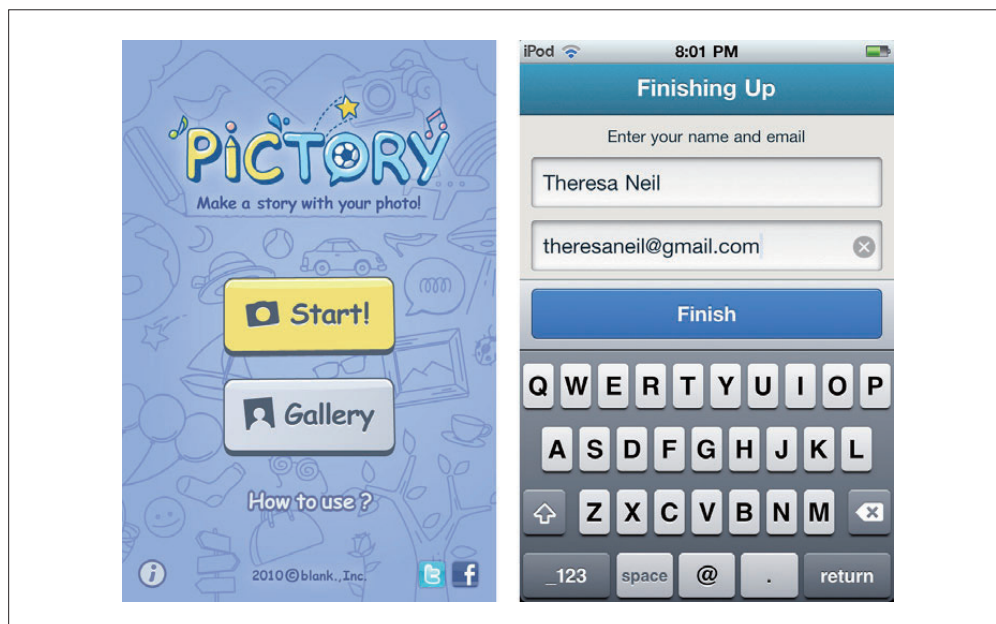 PiCTORY
Make a story with your photo!
Start!
Gallery
How to use ?
2010©blank.,Inc.
iPod 8:01 PM
Finishing Up
Enter your name and email
Theresa Neil
theresaneil@gmail.com
Finish
Q W E R T Y U I O P
A S D F G H J K L
Z X C V B N M
_123 space @ . return